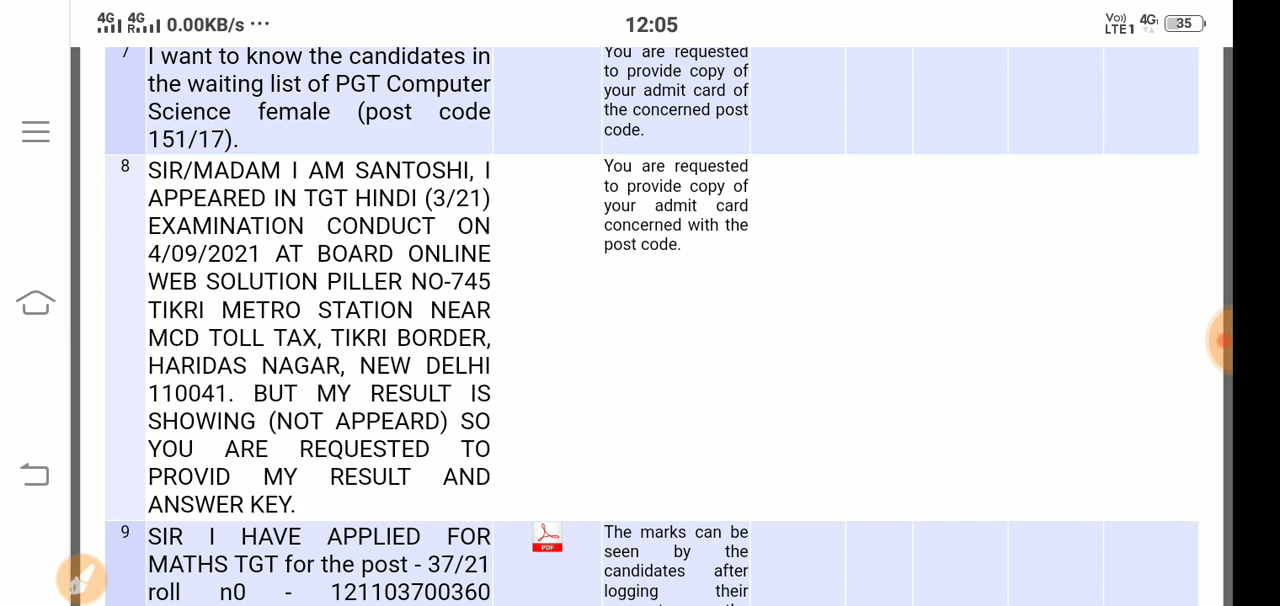 4G 4G R 0.00KB/s ··· 12:05 Vo) LTE1 4G 35
7 I want to know the candidates in
the waiting list of PGT Computer
Science female (post code
151/17).
You are requested
to provide copy of
your admit card of
the concerned post
code.
8 SIR/MADAM I AM SANTOSHI, I
APPEARED IN TGT HINDI (3/21)
EXAMINATION CONDUCT ON
4/09/2021 AT BOARD ONLINE
WEB SOLUTION PILLER NO-745
TIKRI METRO STATION NEAR
MCD TOLL TAX, TIKRI BORDER,
HARIDAS NAGAR, NEW DELHI
110041. BUT MY RESULT IS
SHOWING (NOT APPEARD) SO
YOU ARE REQUESTED TO
PROVID MY RESULT AND
ANSWER KEY.
You are requested
to provide copy of
your admit card
concerned with the
post code.
9 SIR I HAVE APPLIED FOR
MATHS TGT for the post - 37/21
roll n0 - 121103700360
PDF
The marks can be
seen by the
candidates after
logging their